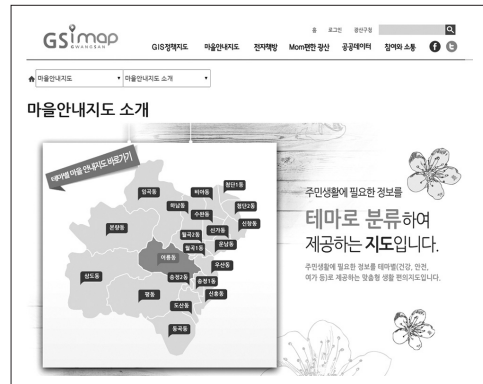 홈 로그인 광산구청
GSimap
GWANGSAN
GIS정책지도 마을안내지도 전자책방 Mom편한 광산 공공데이터 참여와 소통
마을안내지도 마을안내지도 소개
마을안내지도 소개
테마별 마을 안내지도 바로가기
임곡동
비아동
첨단1동
하남동
첨단2동
수완동
본량동
신가동
신창동
월곡2동
운남동
월곡1동
어룡동
우산동
삼도동
송정2동
송정1동
평동
신흥동
도산동
동곡동
주민생활에 필요한 정보를
테마로 분류하여
제공하는 지도입니다.
주민생활에 필요한 정보를 테마별(건강, 안전,
여가 등)로 제공하는 맞춤형 생활 편의지도입니다.